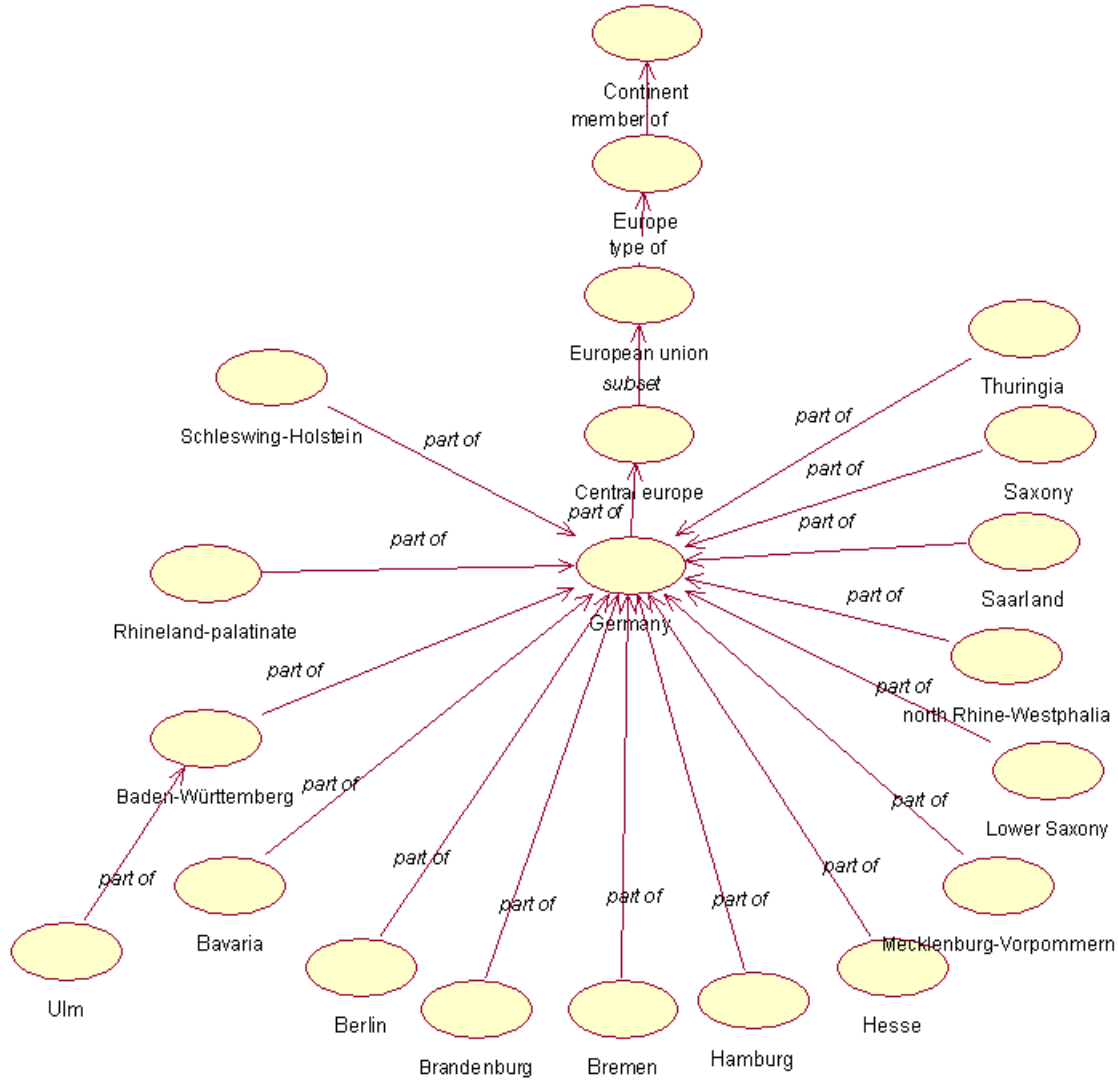 Continent
member of
Europe
type of
European union
subset
Thuringia
Schleswing-Holstein
part of
part of
part of
Saxony
Central europe
part of
part of
part of
Saarland
Rhineland-palatinate
Germany
part of
part of
part of
north Rhine-Westphalia
Baden-Württemberg
part of
part of
Lower Saxony
part of
part of
part of
part of
part of
part of
Bavaria
Mecklenburg-Vorpommern
Ulm
Berlin
Hesse
Brandenburg
Bremen
Hamburg